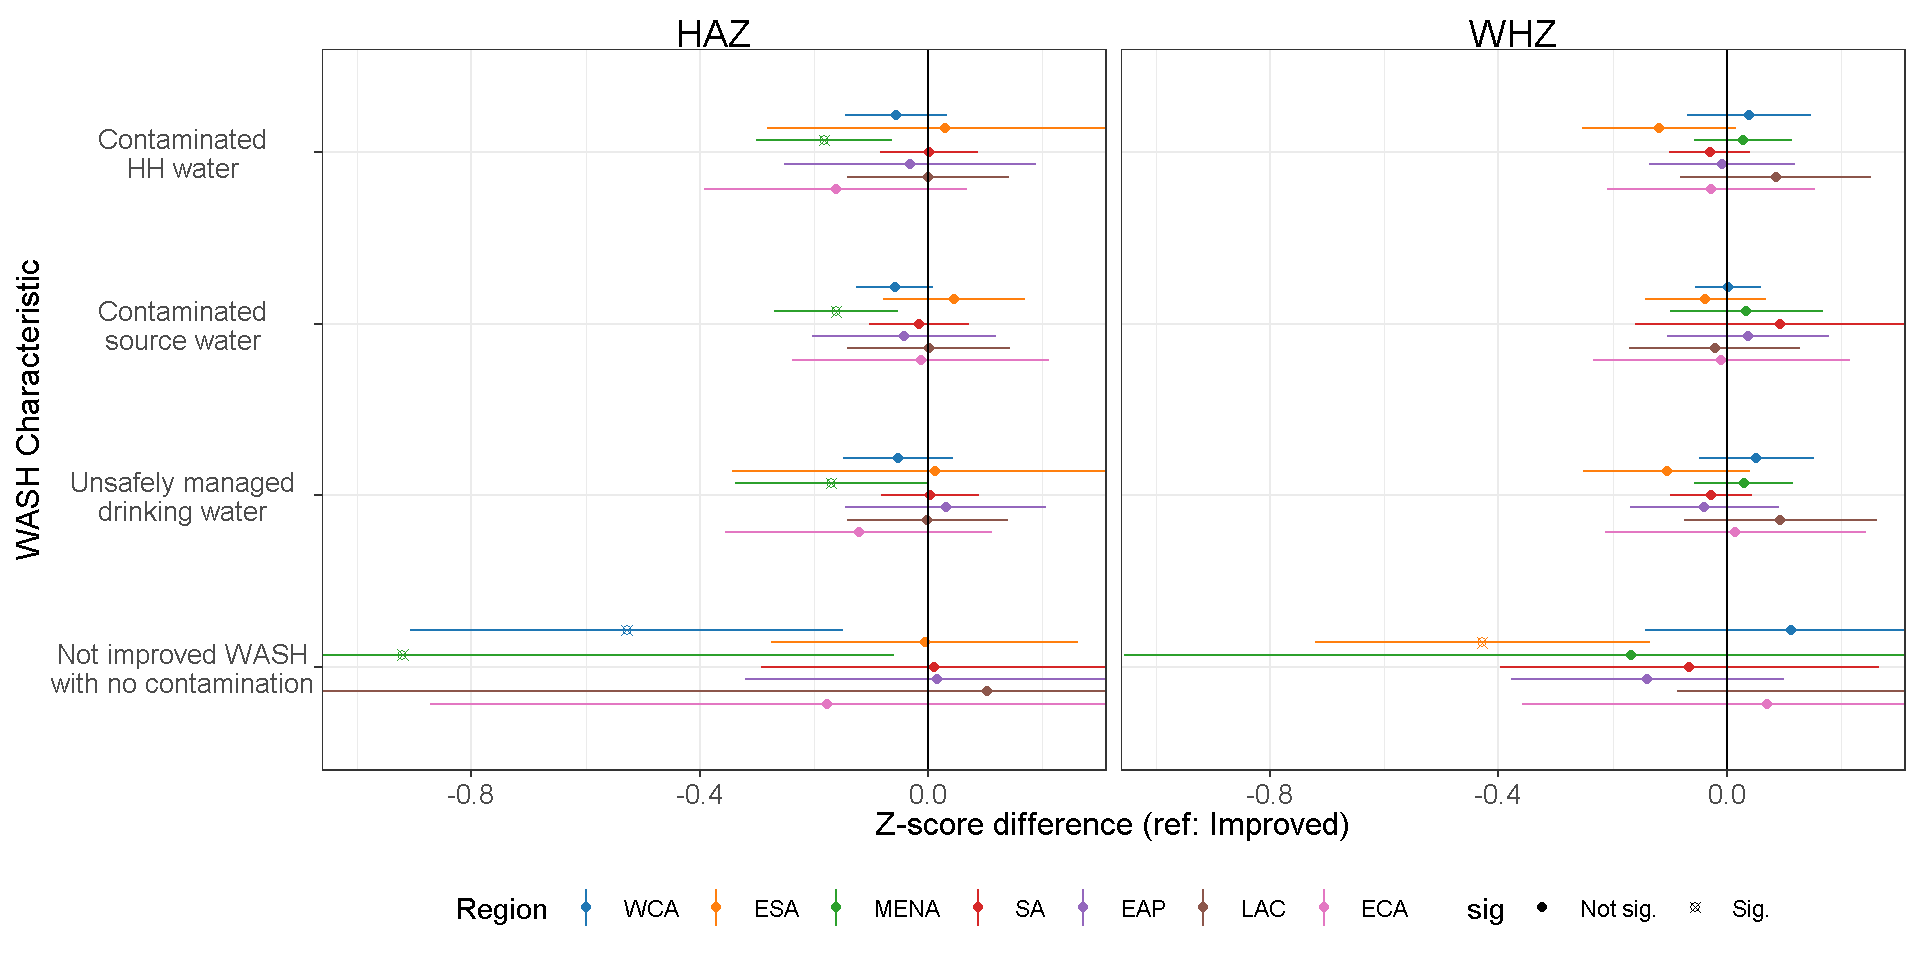 HAZ
WHZ
WASH Characteristic
Contaminated
HH water
Contaminated
source water
Unsafely managed
drinking water
Not improved WASH
with no contamination
-0.8
-0.4
0.0
-0.8
-0.4
0.0
Z-score difference (ref: Improved)
Region
WCA
ESA
MENA
SA
EAP
LAC
ECA
sig
Not sig.
Sig.